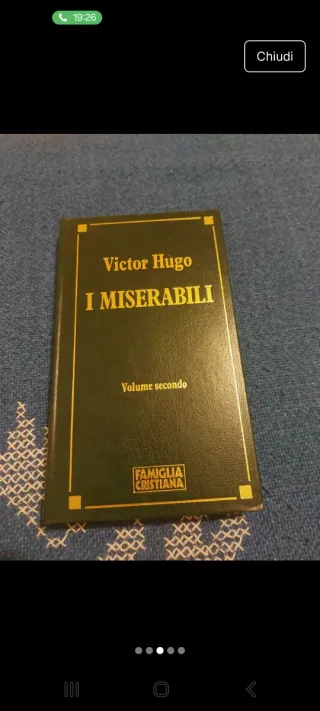 19:26
Chiudi
Victor Hugo
I MISERABILI
Volume secondo
FAMIGLIA
CRISTIANA